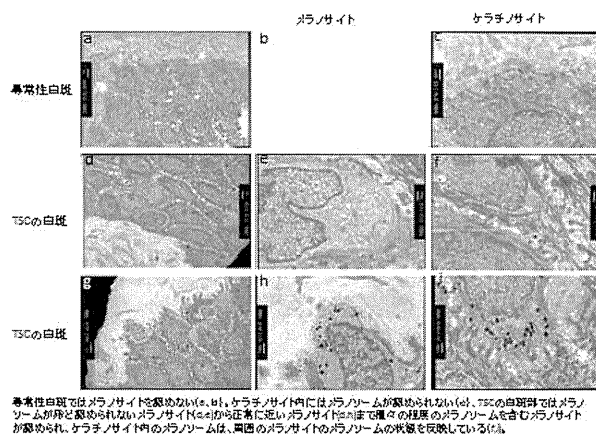 メラノサイト ケラチノサイト
a b c
尋常性白斑
d e f
TSCの白斑
g h i
TSCの白斑
尋常性白斑ではメラノサイトを認めない(a, b)。ケラチノサイト内にはメラノソームが認められない(c)。TSCの白斑部ではメラノ
ソームが殆ど認められないメラノサイト から正常に近いメラノサイト まで種々の程度のメラノソームを含むメラノサイト
が認められ、ケラチノサイト内のメラノソームは、周囲のメラノサイトのメラノソームの状態を反映している